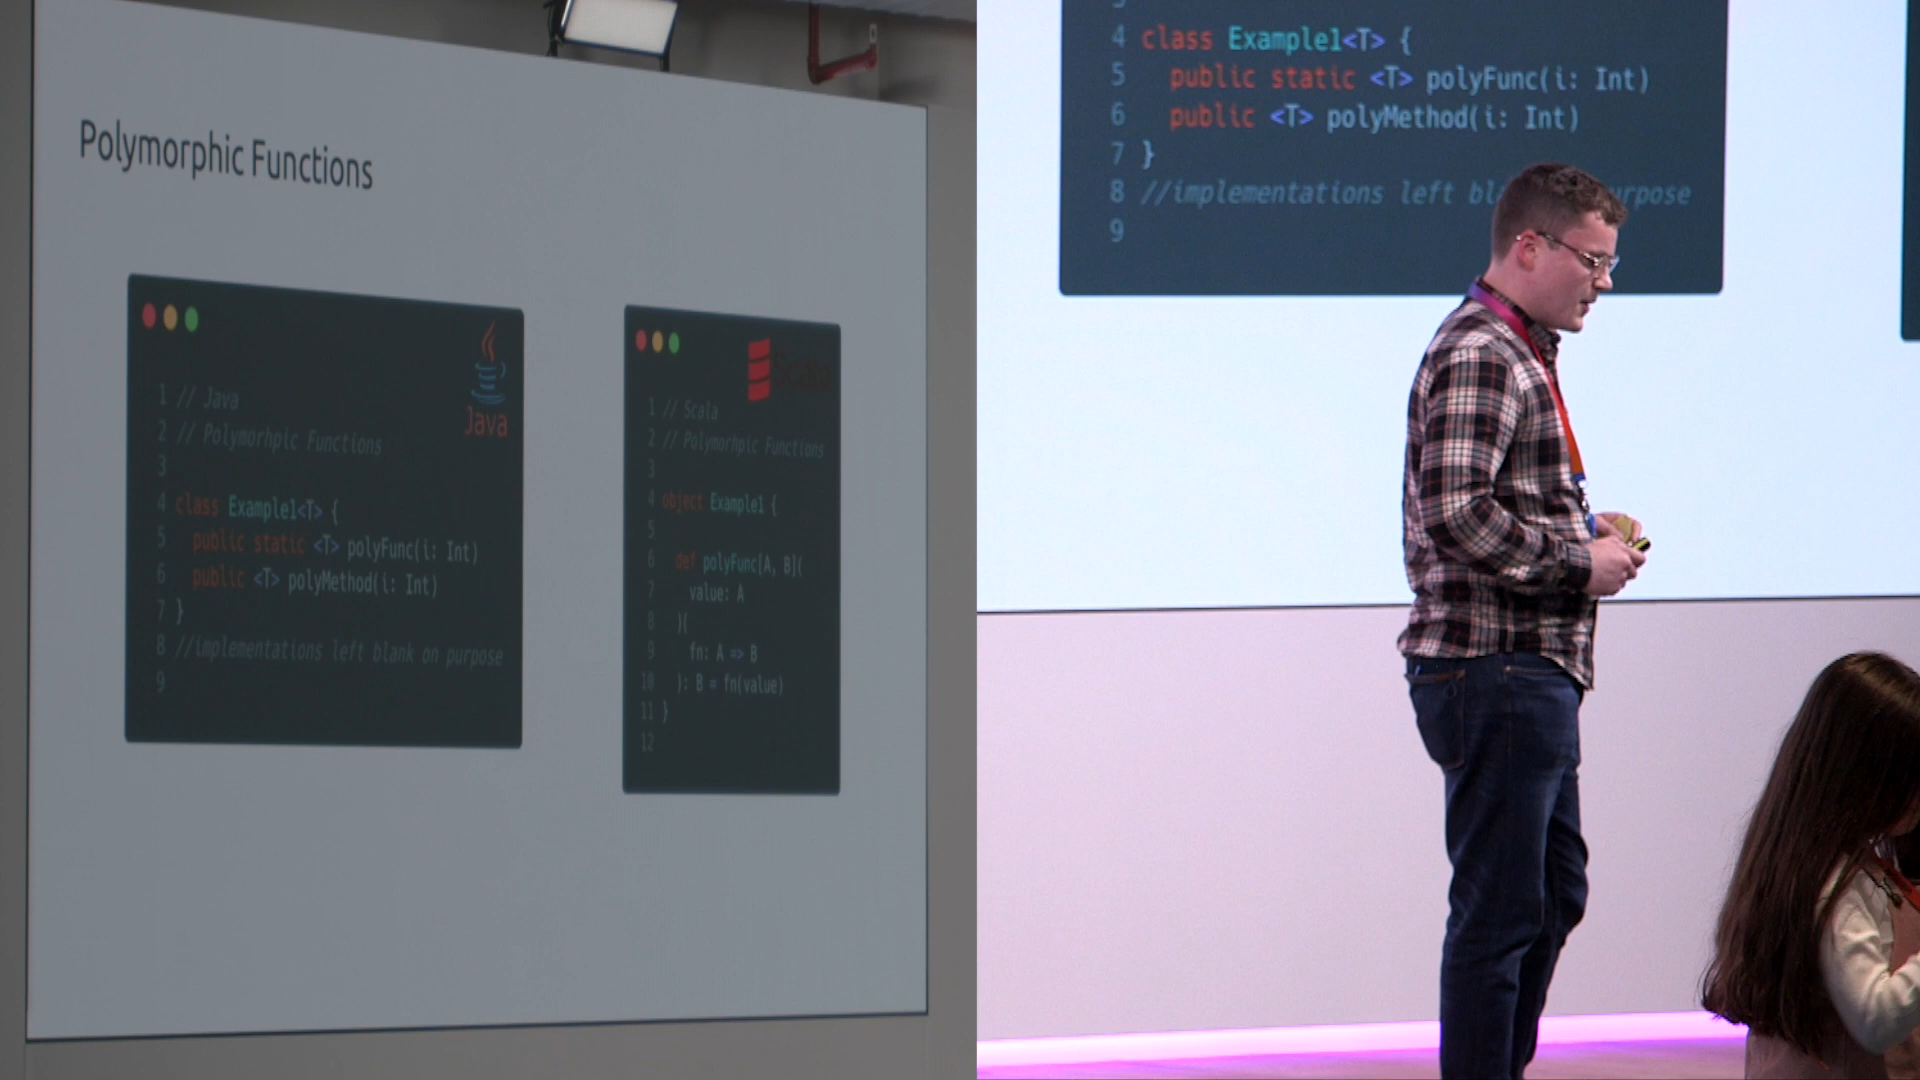 Polymorphic Functions
Java
1 // Java
2 // Polymorhpic Functions
3
4 class Example1<T> {
5 public static <T> polyFunc(i: Int)
6 public <T> polyMethod(i: Int)
7 }
8 //implementations left blank on purpose
9
Scala
1 // Scala
2 // Polymorhpic Functions
3
4 object Example1 {
5
6 def polyFunc[A, B](
7 value: A
8 )(
9 fn: A => B
10 ): B = fn(value)
11 }
12
4 class Example1<T> {
5 public static <T> polyFunc(i: Int)
6 public <T> polyMethod(i: Int)
7 }
8 //implementations left bl urpose
9